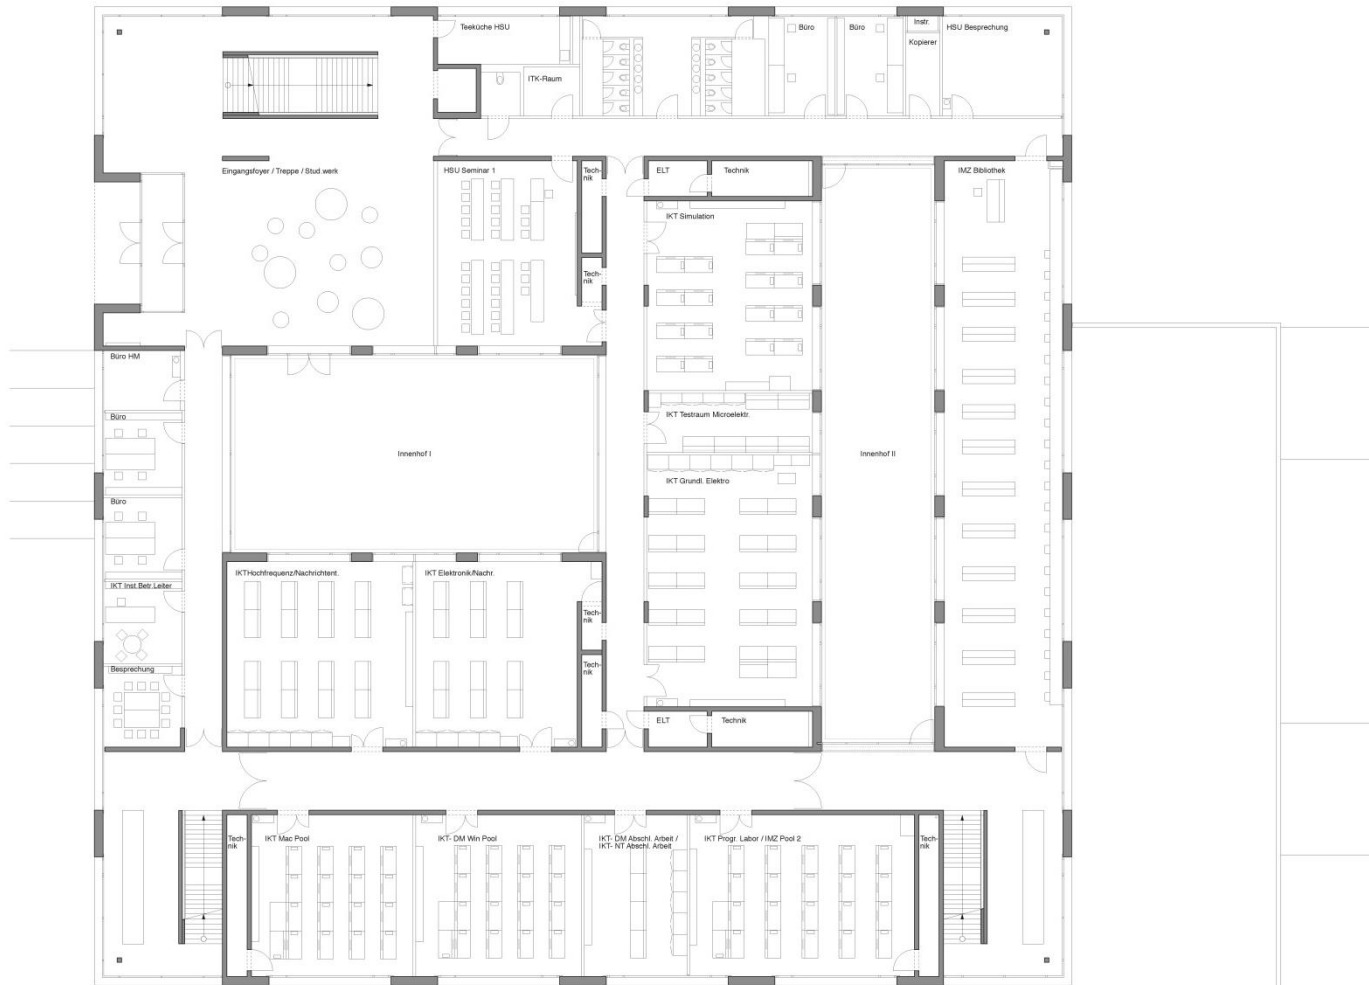 Teeküche HSU
Büro
Büro
Instr.
Kopierer
HSU Besprechung
ITK-Raum
Eingangsfoyer / Treppe / Stud.werk
HSU Seminar 1
Tech-
nik
ELT
Technik
IMZ Bibliothek
IKT Simulation
Tech-
nik
Büro HM
Büro
IKT Testraum Microelektr.
Innenhof I
Innenhof II
IKT Grundl. Elektro
Büro
IKTHochfrequenz/Nachrichtent.
IKT Elektronik/Nachr.
IKT Inst.Betr.Leiter
Tech-
nik
Besprechung
Tech-
nik
ELT
Technik
Tech-
nik
IKT Mac Pool
IKT- DM Win Pool
IKT- DM Abschl. Arbeit /
IKT- NT Abschl. Arbeit
IKT Progr. Labor / IMZ Pool 2
Tech-
nik